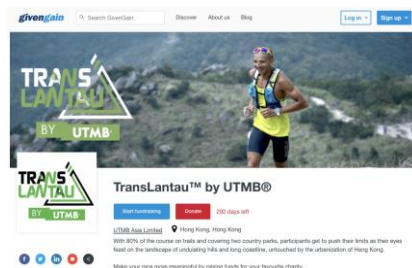 givengain
Search GivenGain
Discover About us Blog
Log in
Sign up
TRANS
LANTAU
BY UTMB®
TRANS
LANTAU
BY UTMB
TransLantau™ by UTMB®
Start fundraising Donate 292 days left
UTMB Asia Limited Hong Kong, Hong Kong
With 80% of the course on trails and covering two country parks, participants get to push their limits as their eyes
feast on the landscape of undulating hills and long coastline, untouched by the urbanization of Hong Kong.
Make your race more meaningful by raising funds for your favourite charity.